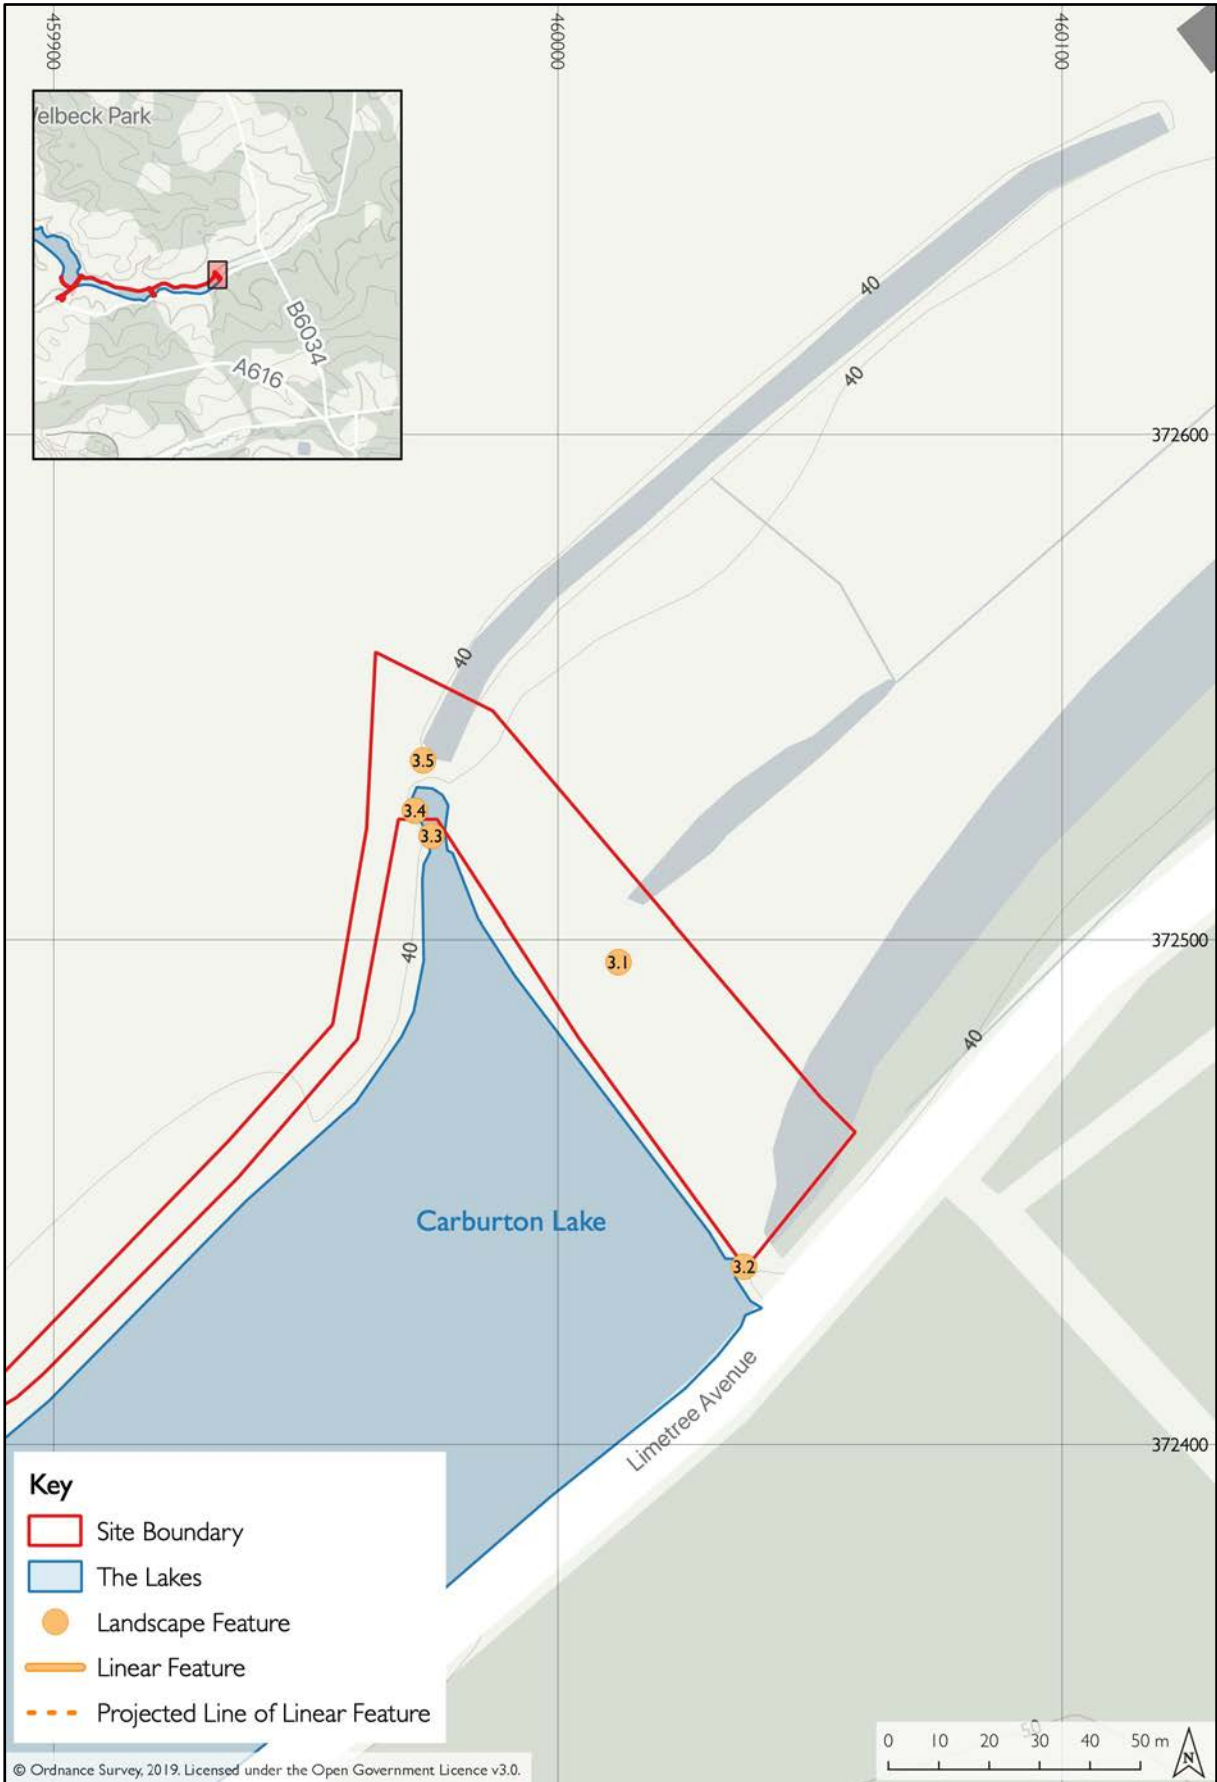 459900
460000
460100
Velbeck Park
B6034
A616
40
40
372600
40
3.5
3.4
3.3
372500
40
3.1
40
Carburton Lake
3.2
Limetree Avenue
372400
Key
Site Boundary
The Lakes
Landscape Feature
Linear Feature
Projected Line of Linear Feature
50
0 10 20 30 40 50 m
N
© Ordnance Survey, 2019. Licensed under the Open Government Licence v3.0.